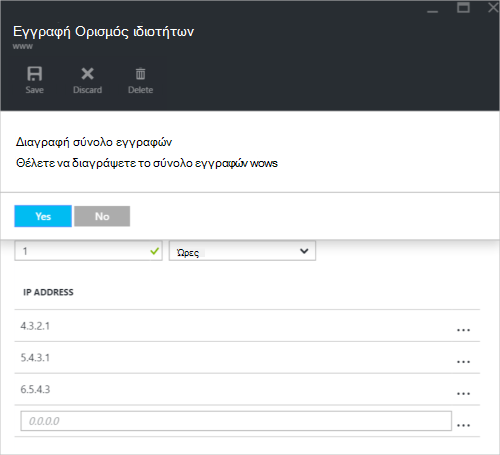 Εγγραφή Ορισμός ιδιοτήτων
www
Save Discard Delete
Διαγραφή σύνολο εγγραφών
Θέλετε να διαγράψετε το σύνολο εγγραφών wows
Yes No
1 Ώρες
IP ADDRESS
4.3.2.1 ...
5.4.3.1 ...
6.5.4.3 ...
0.0.0.0 ...